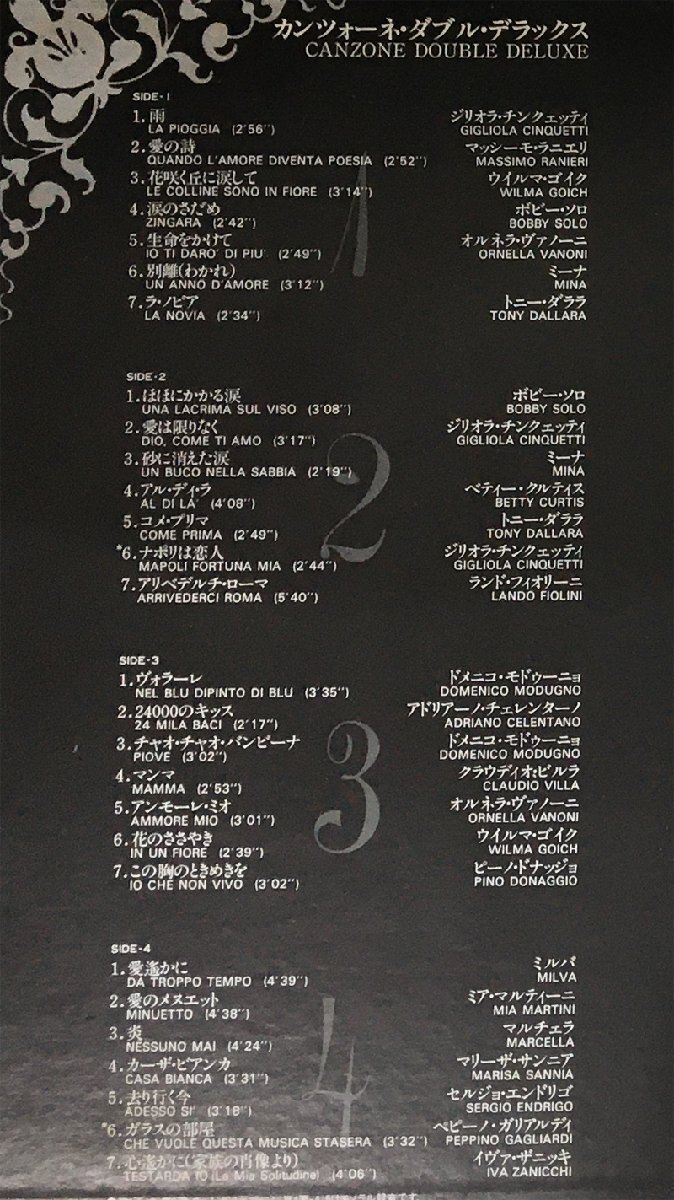 カンツォーネ・ダブル・デラックス
CANZONE DOUBLE DELUXE
SIDE-1
1. 雨 ジリオラ・チンクェッティ
LA PIOGGIA (2'56") GIGLIOLA CINQUETTI
2. 愛の詩 マッシーモ・ラニエリ
QUANDO L'AMORE DIVENTA POESIA (2'52") MASSIMO RANIERI
3. 花咲く丘に涙して ウイルマ・ゴイク
LE COLLINE SONO IN FIORE (3'14") WILMA GOICH
4. 涙のさだめ ボビー・ソロ
ZINGARA (2'42") BOBBY SOLO
5. 生命をかけて オルネラ・ヴァノーニ
IO TI DARO' DI PIU' (2'49") ORNELLA VANONI
6. 別離(わかれ) ミーナ
UN ANNO D'AMORE (3'12") MINA
7. ラ・ノビア トニー・ダララ
LA NOVIA (2'34") TONY DALLARA
1
SIDE-2
1. ほほにかかる涙 ボビー・ソロ
UNA LACRIMA SUL VISO (3'08") BOBBY SOLO
2. 愛は限りなく ジリオラ・チンクェッティ
DIO, COME TI AMO (3'17") GIGLIOLA CINQUETTI
3. 砂に消えた涙 ミーナ
UN BUCO NELLA SABBIA (2'19") MINA
4. アル・ディ・ラ ベティー・クルティス
AL DI LA' (4'08") BETTY CURTIS
5. コメ・プリマ トニー・ダララ
COME PRIMA (2'49") TONY DALLARA
*6. ナポリは恋人 ジリオラ・チンクェッティ
MAPOLI FORTUNA MIA (2'44") GIGLIOLA CINQUETTI
7. アリベデルチ・ローマ ランド・フィオリーニ
ARRIVEDERCI ROMA (5'40") LANDO FIOLINI
2
SIDE-3
1. ヴォラーレ ドメニコ・モドゥーニョ
NEL BLU DIPINTO DI BLU (3'35") DOMENICO MODUGNO
2. 24000のキッス アドリアーノ・チェレンターノ
24 MILA BACI (2'17") ADRIANO CELENTANO
3. チャオ・チャオ・バンビーナ ドメニコ・モドゥーニョ
PIOVE (3'02") DOMENICO MODUGNO
4. マンマ クラウディオ・ビルラ
MAMMA (2'53") CLAUDIO VILLA
5. アンモーレ・ミオ オルネラ・ヴァノーニ
AMMORE MIO (3'01") ORNELLA VANONI
6. 花のささやき ウイルマ・ゴイク
IN UN FIORE (2'39") WILMA GOICH
7. この胸のときめきを ピーノ・ドナッジョ
IO CHE NON VIVO (3'02") PINO DONAGGIO
3
SIDE-4
1. 愛遙かに ミルバ
DA TROPPO TEMPO (4'39") MILVA
2. 愛のメヌエット ミア・マルティーニ
MINUETTO (4'38") MIA MARTINI
3. 炎 マルチェラ
NESSUNO MAI (4'24") MARCELLA
4. カーザ・ビアンカ マリーザ・サンニア
CASA BIANCA (3'31") MARISA SANNIA
5. 去り行く今 セルジョ・エンドリゴ
ADESSO SI' (3'16") SERGIO ENDRIGO
*6. ガラスの部屋 ペピーノ・ガリアルディ
CHE VUOLE QUESTA MUSICA STASERA (3'32") PEPPINO GAGLIARDI
7. 心遙かに(家族の肖像より) イヴァ・ザニッキ
TESTARDA IO (La Mia Solitudine) (4'06") IVA ZANICCHI
4